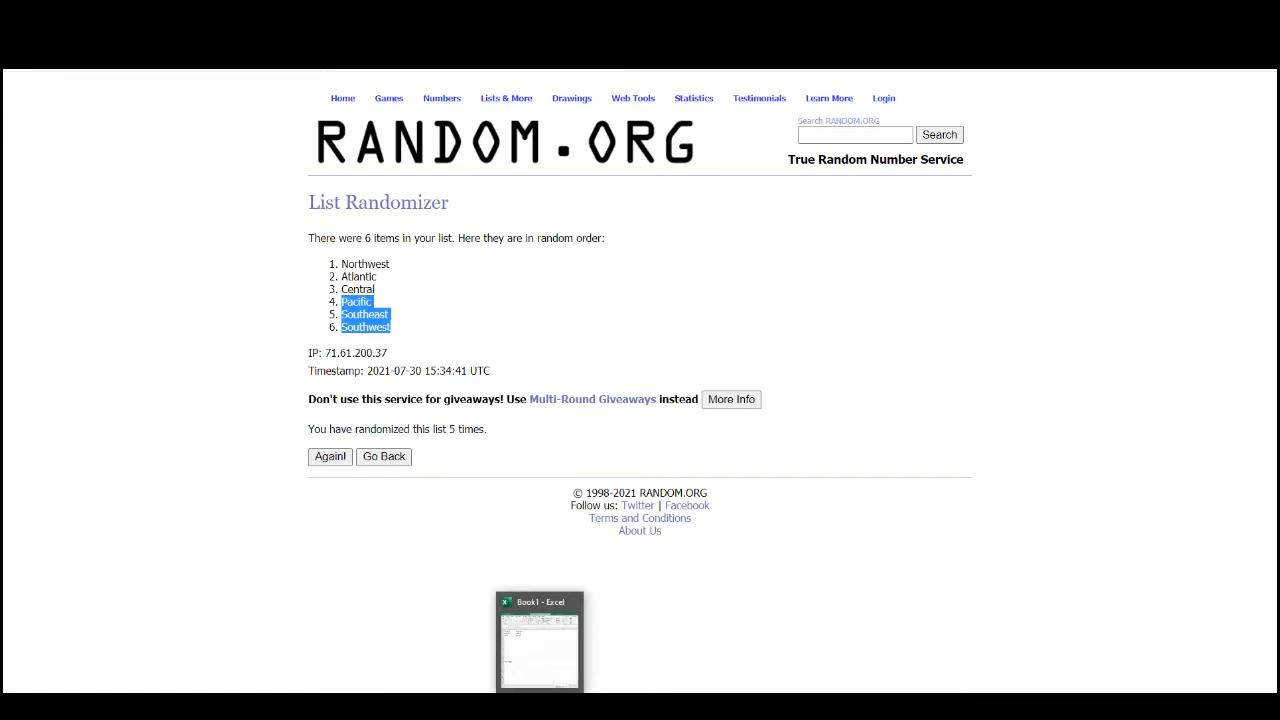 Home Games Numbers Lists & More Drawings Web Tools Statistics Testimonials Learn More Login
RANDOM.ORG
Search RANDOM.ORG
Search
True Random Number Service
List Randomizer
There were 6 items in your list. Here they are in random order:
1. Northwest
2. Atlantic
3. Central
4. Pacific
5. Southeast
6. Southwest
IP: 71.61.200.37
Timestamp: 2021-07-30 15:34:41 UTC
Don't use this service for giveaways! Use Multi-Round Giveaways instead More Info
You have randomized this list 5 times.
Again! Go Back
© 1998-2021 RANDOM.ORG
Follow us: Twitter | Facebook
Terms and Conditions
About Us
Book1 - Excel